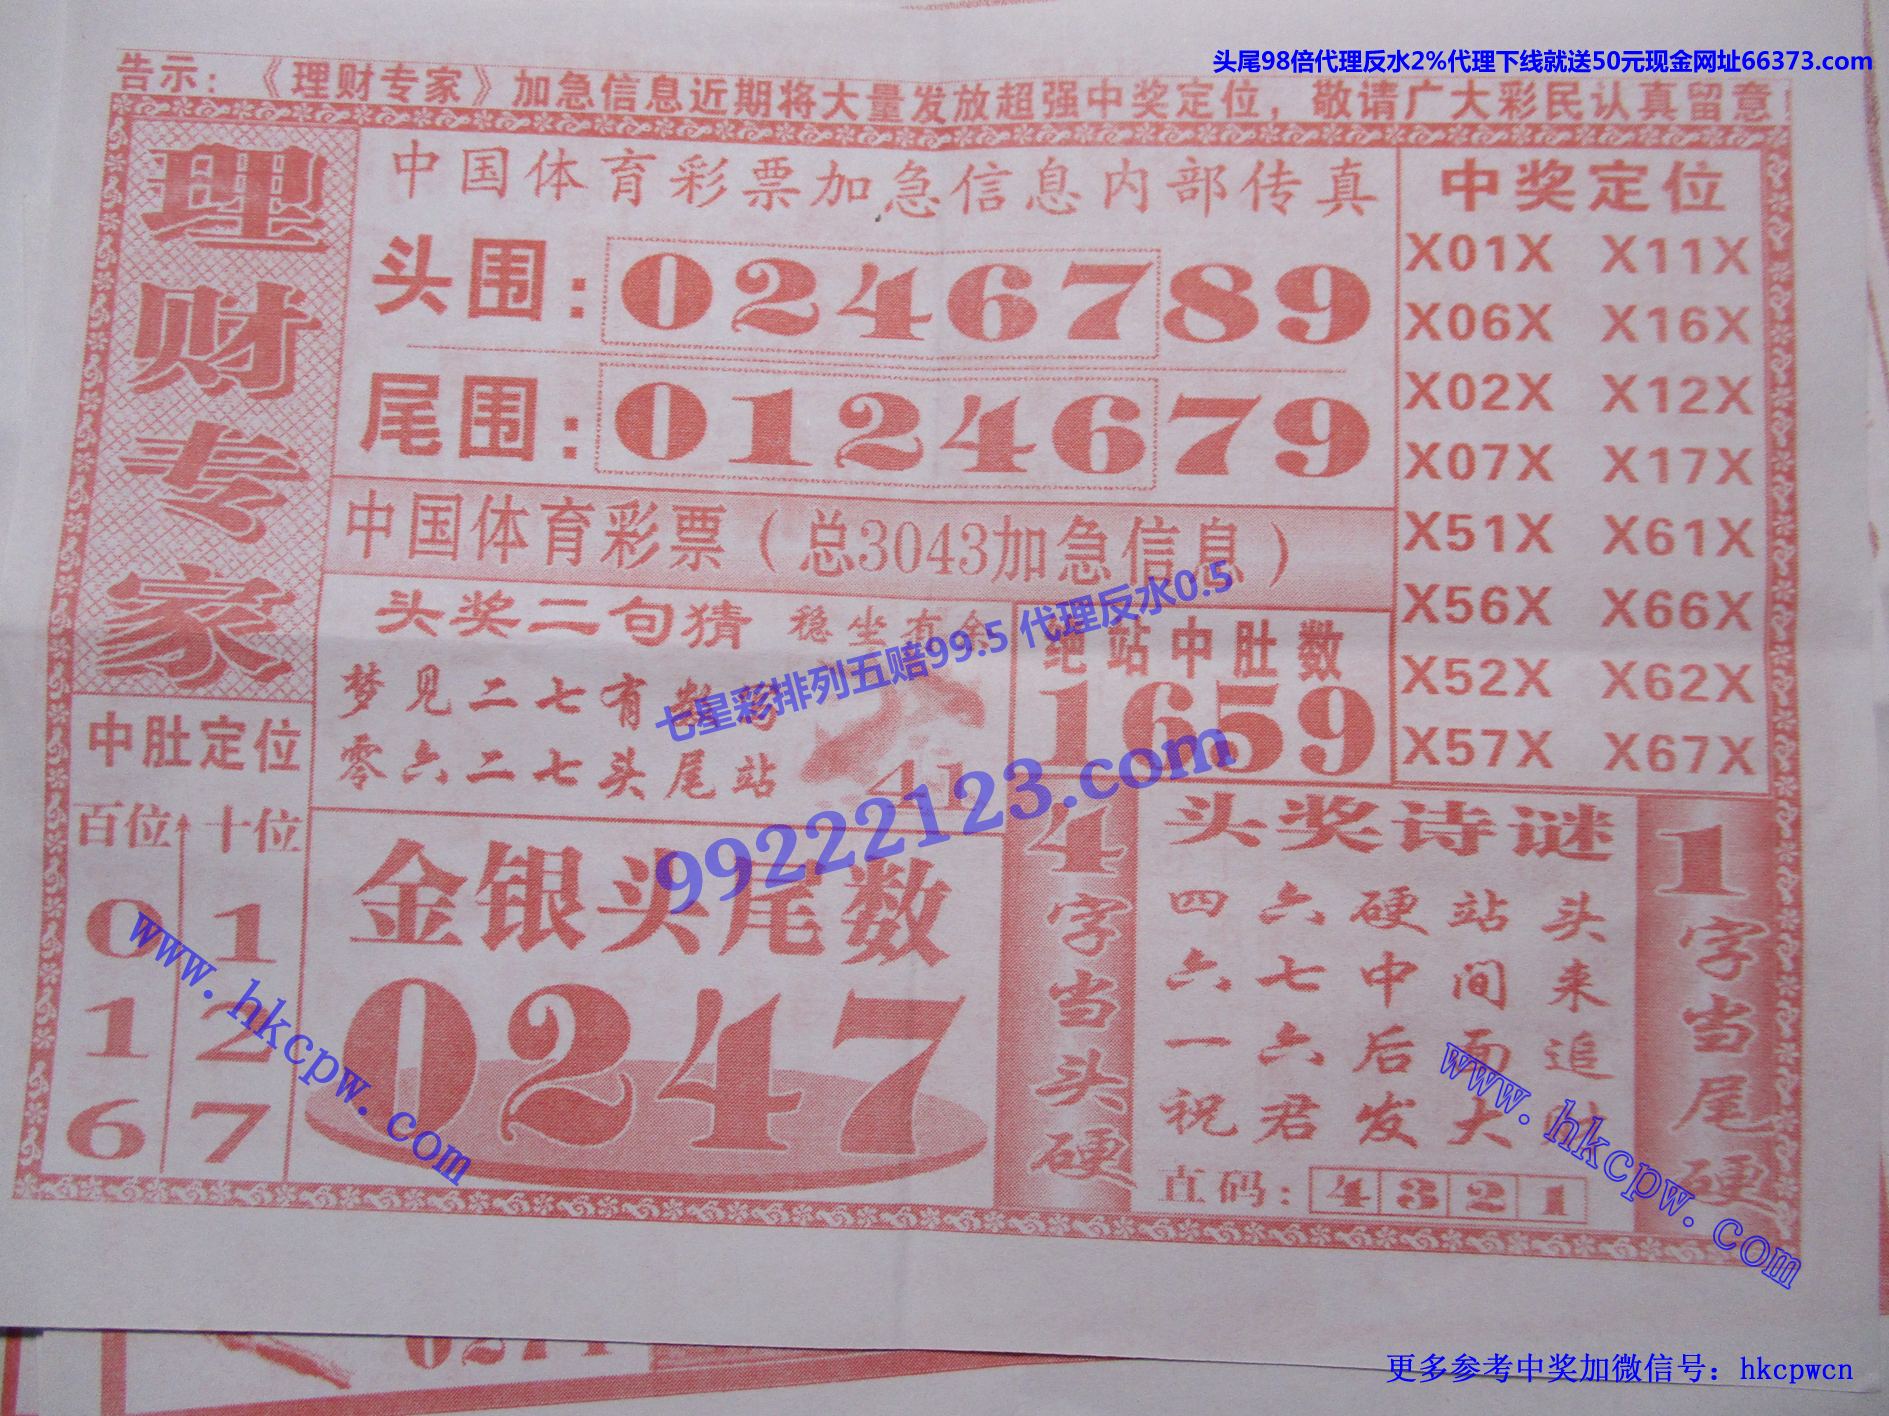 头尾98倍代理反水2%代理下线就送50元现金网址66373.com
告示：《理财专家》加急信息近期将大量发放超强中奖定位，敬请广大彩民认真留意
理财专家
中国体育彩票加急信息内部传真
头围：0246789
尾围：0124679
中国体育彩票（总3043加急信息）
中奖定位
X01X X11X
X06X X16X
X02X X12X
X07X X17X
X51X X61X
X56X X66X
X52X X62X
X57X X67X
头奖二句猜 稳坐有余
梦见二七有
零六二七头尾站
41
绝站中肚数
1659
七星彩排列五赔99.5 代理反水0.5
99222123.com
中肚定位
百位 十位
0 1
1 2
6 7
金银头尾数
0247
4字当头硬
头奖诗谜
四六硬站头
六七中间来
一六后面追
祝君发大财
直码：4321
1字当尾硬
www.hkcpw.com
www.hkcpw.com
更多参考中奖加微信号：hkcpwcn